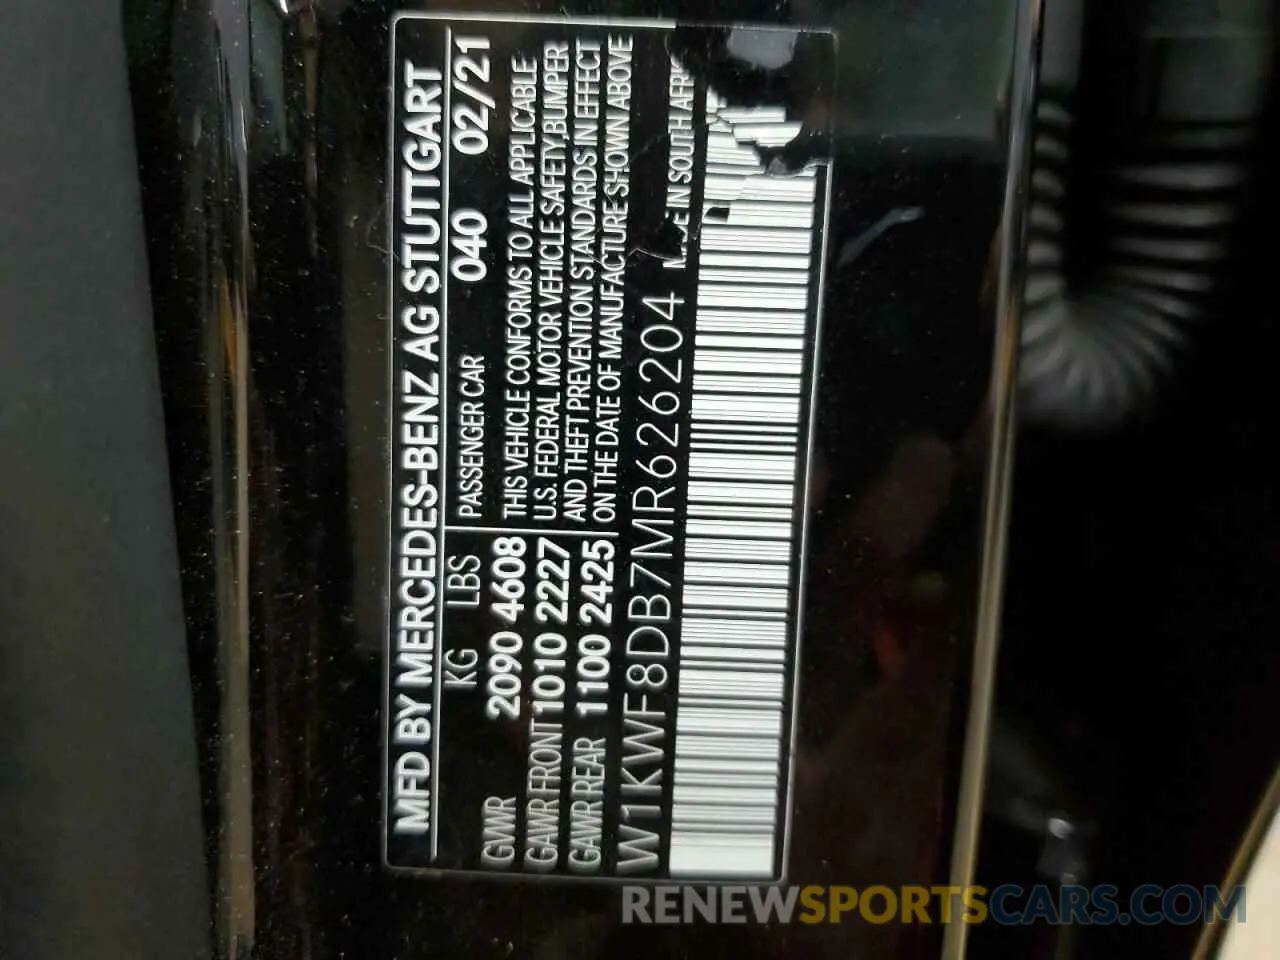 MFD BY MERCEDES-BENZ AG STUTTGART
KG LBS PASSENGER CAR 040 02/21
GVWR 2090 4608 THIS VEHICLE CONFORMS TO ALL APPLICABLE
GAWR FRONT 1010 2227 U.S. FEDERAL MOTOR VEHICLE SAFETY, BUMPER
GAWR REAR 1100 2425 AND THEFT PREVENTION STANDARDS IN EFFECT
ON THE DATE OF MANUFACTURE SHOWN ABOVE
W1KWF8DB7MR626204 IN SOUTH
RENEWSPORTSCARS.COM